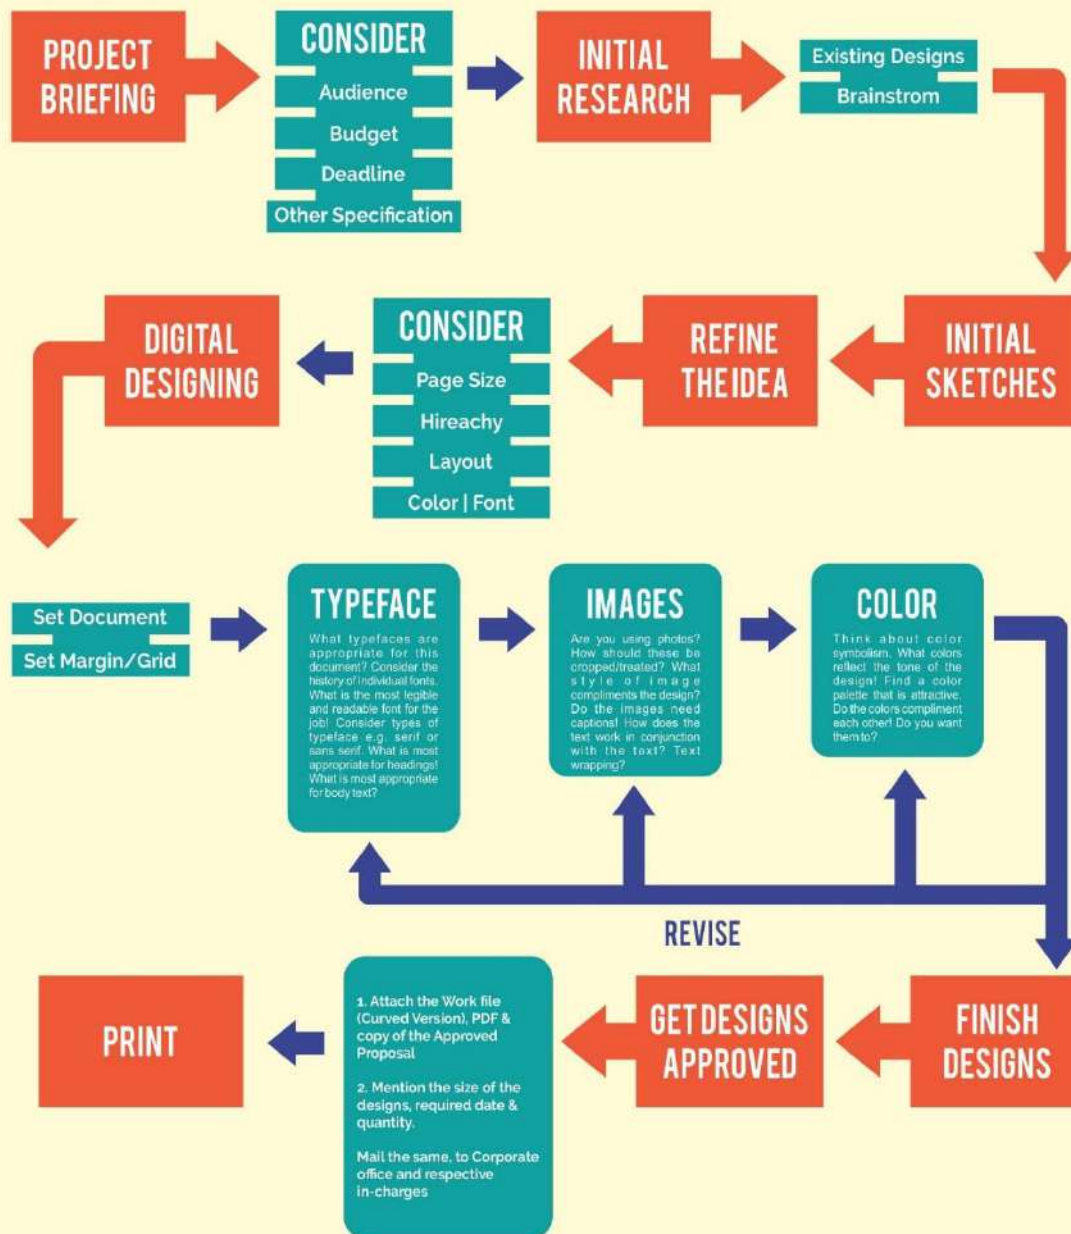 PROJECT
BRIEFING
CONSIDER
Audience
Budget
Deadline
Other Specification
INITIAL
RESEARCH
Existing Designs
Brainstrom
INITIAL
SKETCHES
REFINE
THE IDEA
CONSIDER
Page Size
Hireachy
Layout
Color | Font
DIGITAL
DESIGNING
Set Document
Set Margin/Grid
TYPEFACE
What typefaces are
appropriate for this
document? Consider the
history of individual fonts.
What is the most legible
and readable font for the
job! Consider types of
typeface e.g. serif or
sans serif. What is most
appropriate for headings!
What is most appropriate
for body text?
IMAGES
Are you using photos?
How should these be
cropped/treated? What
style of image
compliments the design?
Do the images need
captions! How does the
text work in conjunction
with the text? Text
wrapping?
COLOR
Think about color
symbolism. What colors
reflect the tone of the
design! Find a color
palette that is attractive.
Do the colors compliment
each other! Do you want
them to?
REVISE
FINISH
DESIGNS
GET DESIGNS
APPROVED
1. Attach the Work file
(Curved Version), PDF &
copy of the Approved
Proposal
2. Mention the size of the
designs, required date &
quantity.
Mail the same, to Corporate
office and respective
in-charges
PRINT